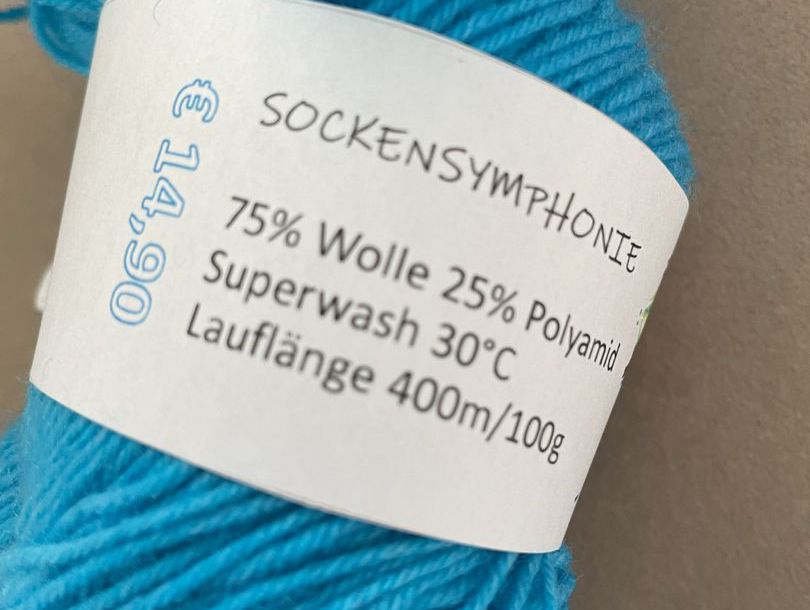 SOCKENSYMPHONIE
75% Wolle 25% Polyamid
Superwash 30°C
Lauflänge 400m/100g
€ 14,90